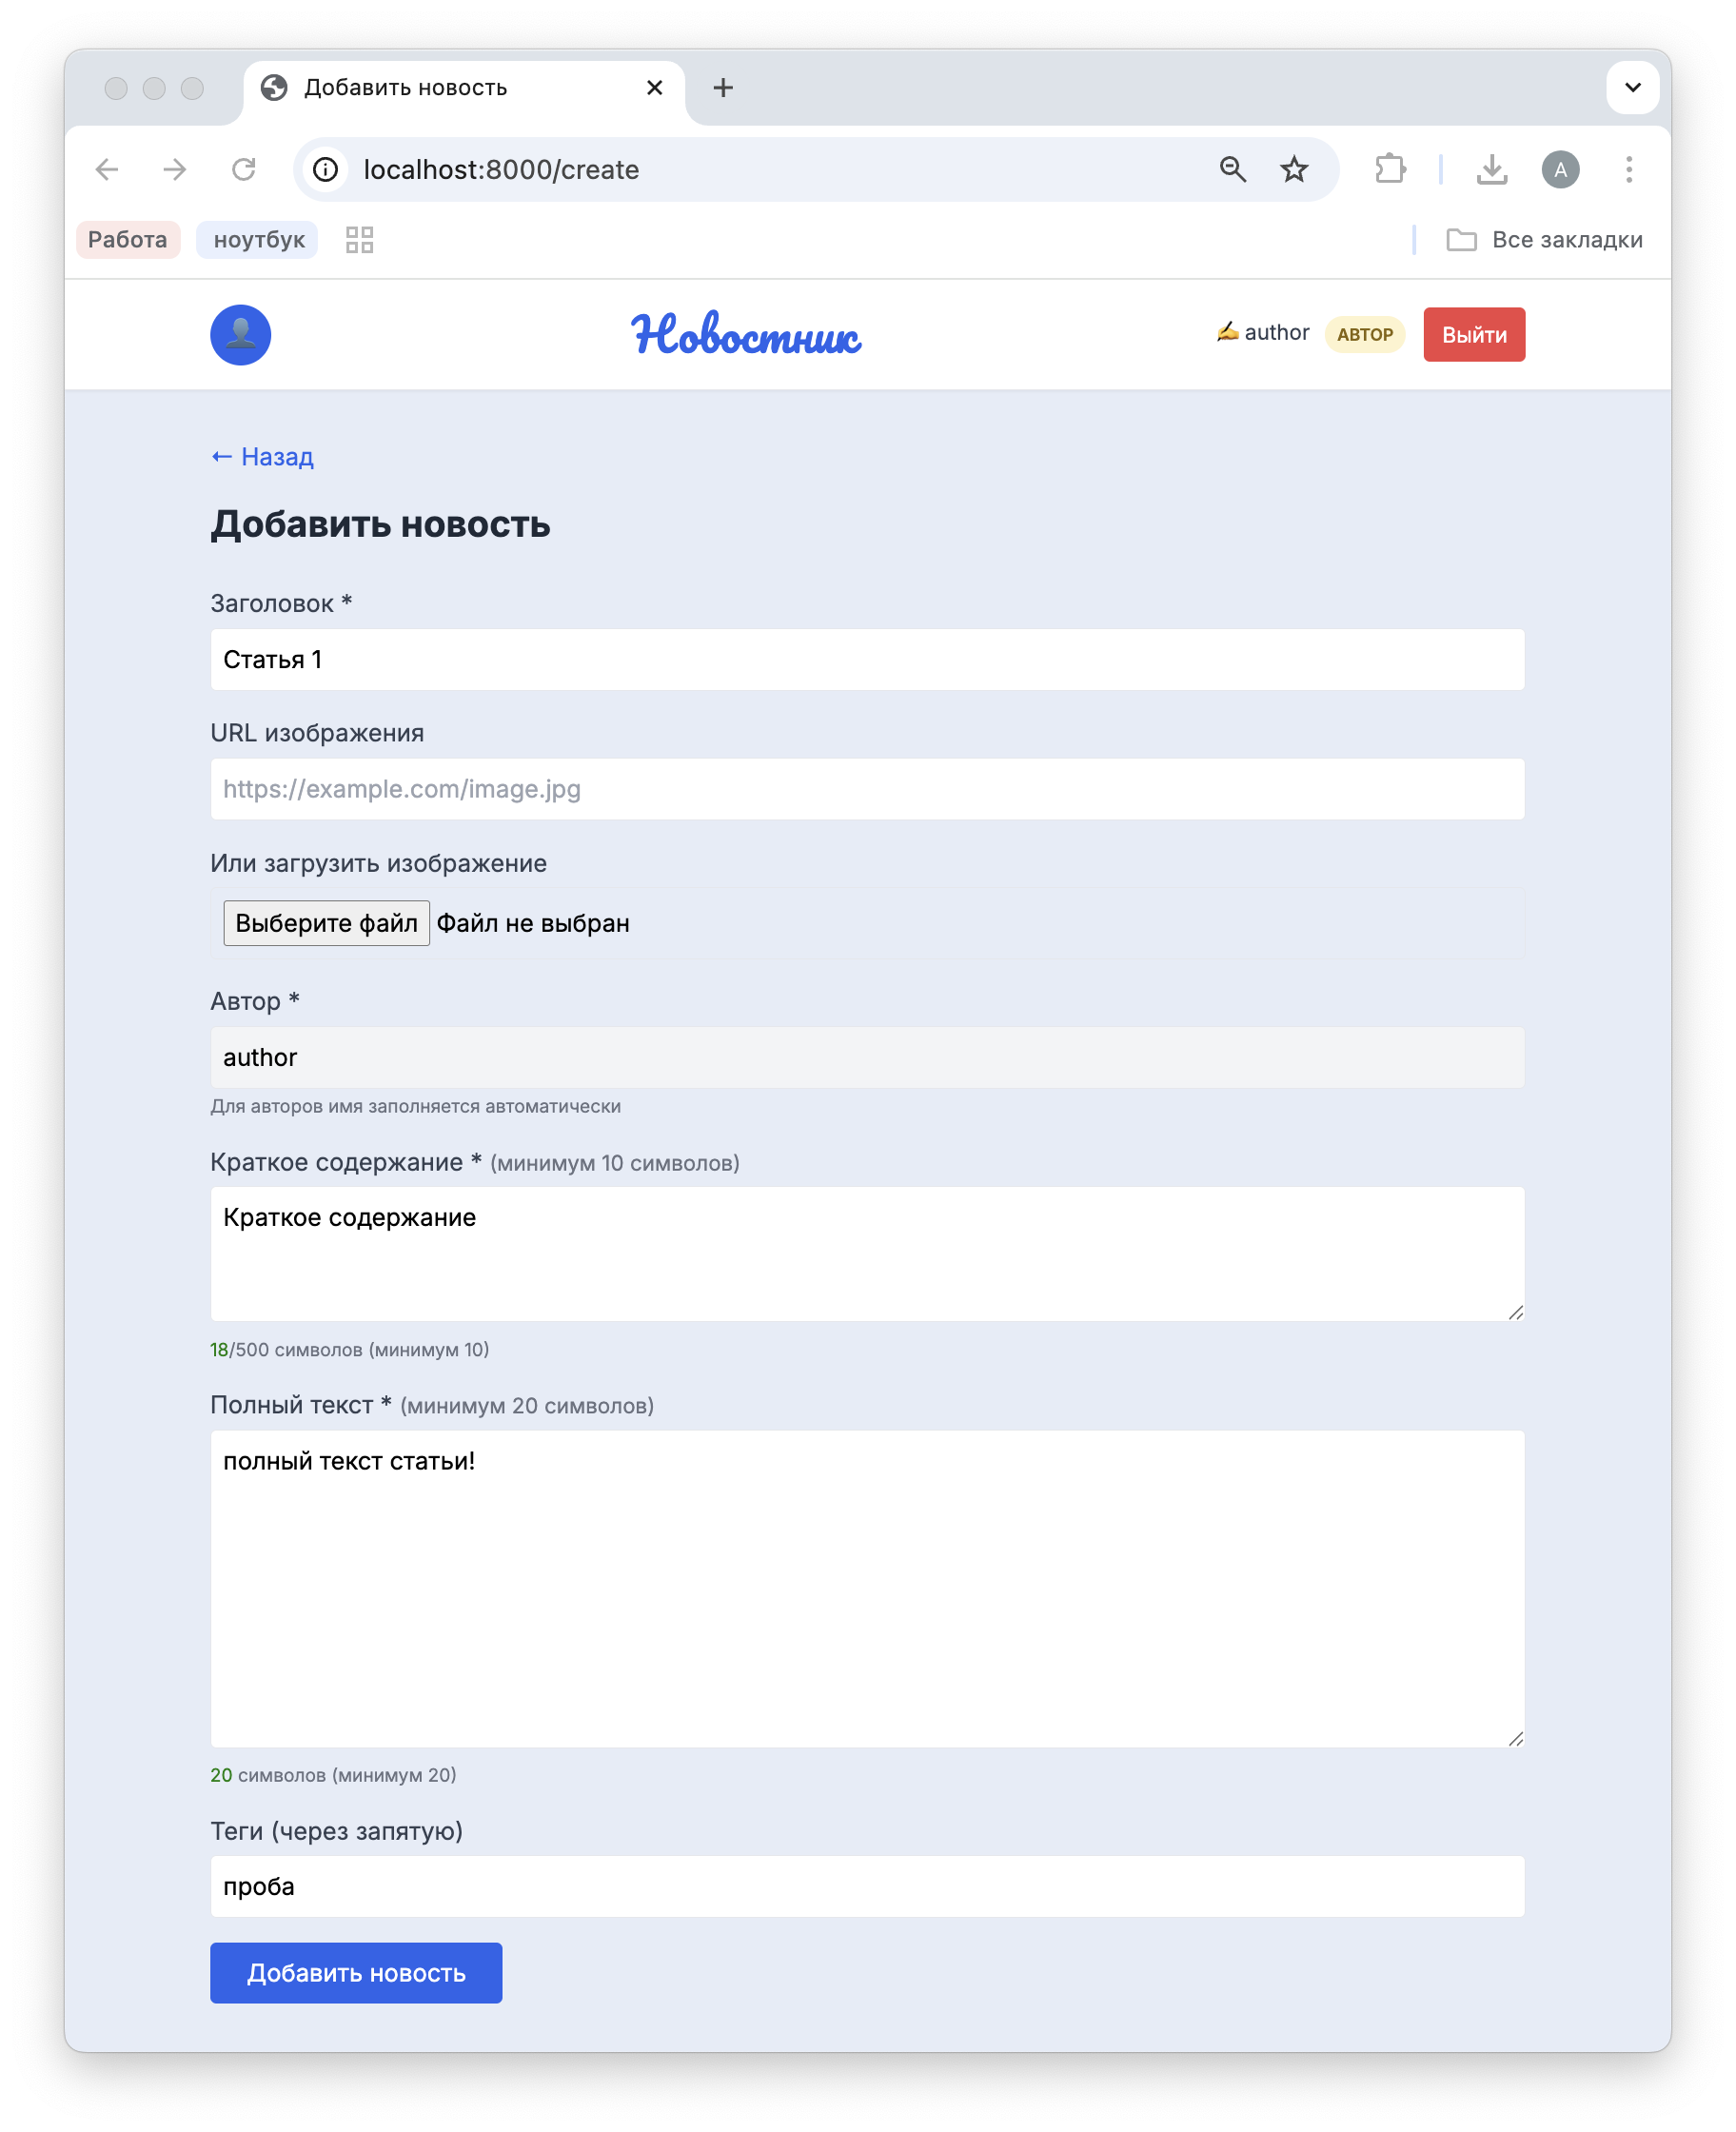 Добавить новость
localhost:8000/create
A
Работа
ноутбук
Все закладки
Новостник
author
АВТОР
Выйти
← Назад
Добавить новость
Заголовок *
Статья 1
URL изображения
https://example.com/image.jpg
Или загрузить изображение
Выберите файл Файл не выбран
Автор *
author
Для авторов имя заполняется автоматически
Краткое содержание * (минимум 10 символов)
Краткое содержание
18/500 символов (минимум 10)
Полный текст * (минимум 20 символов)
полный текст статьи!
20 символов (минимум 20)
Теги (через запятую)
проба
Добавить новость